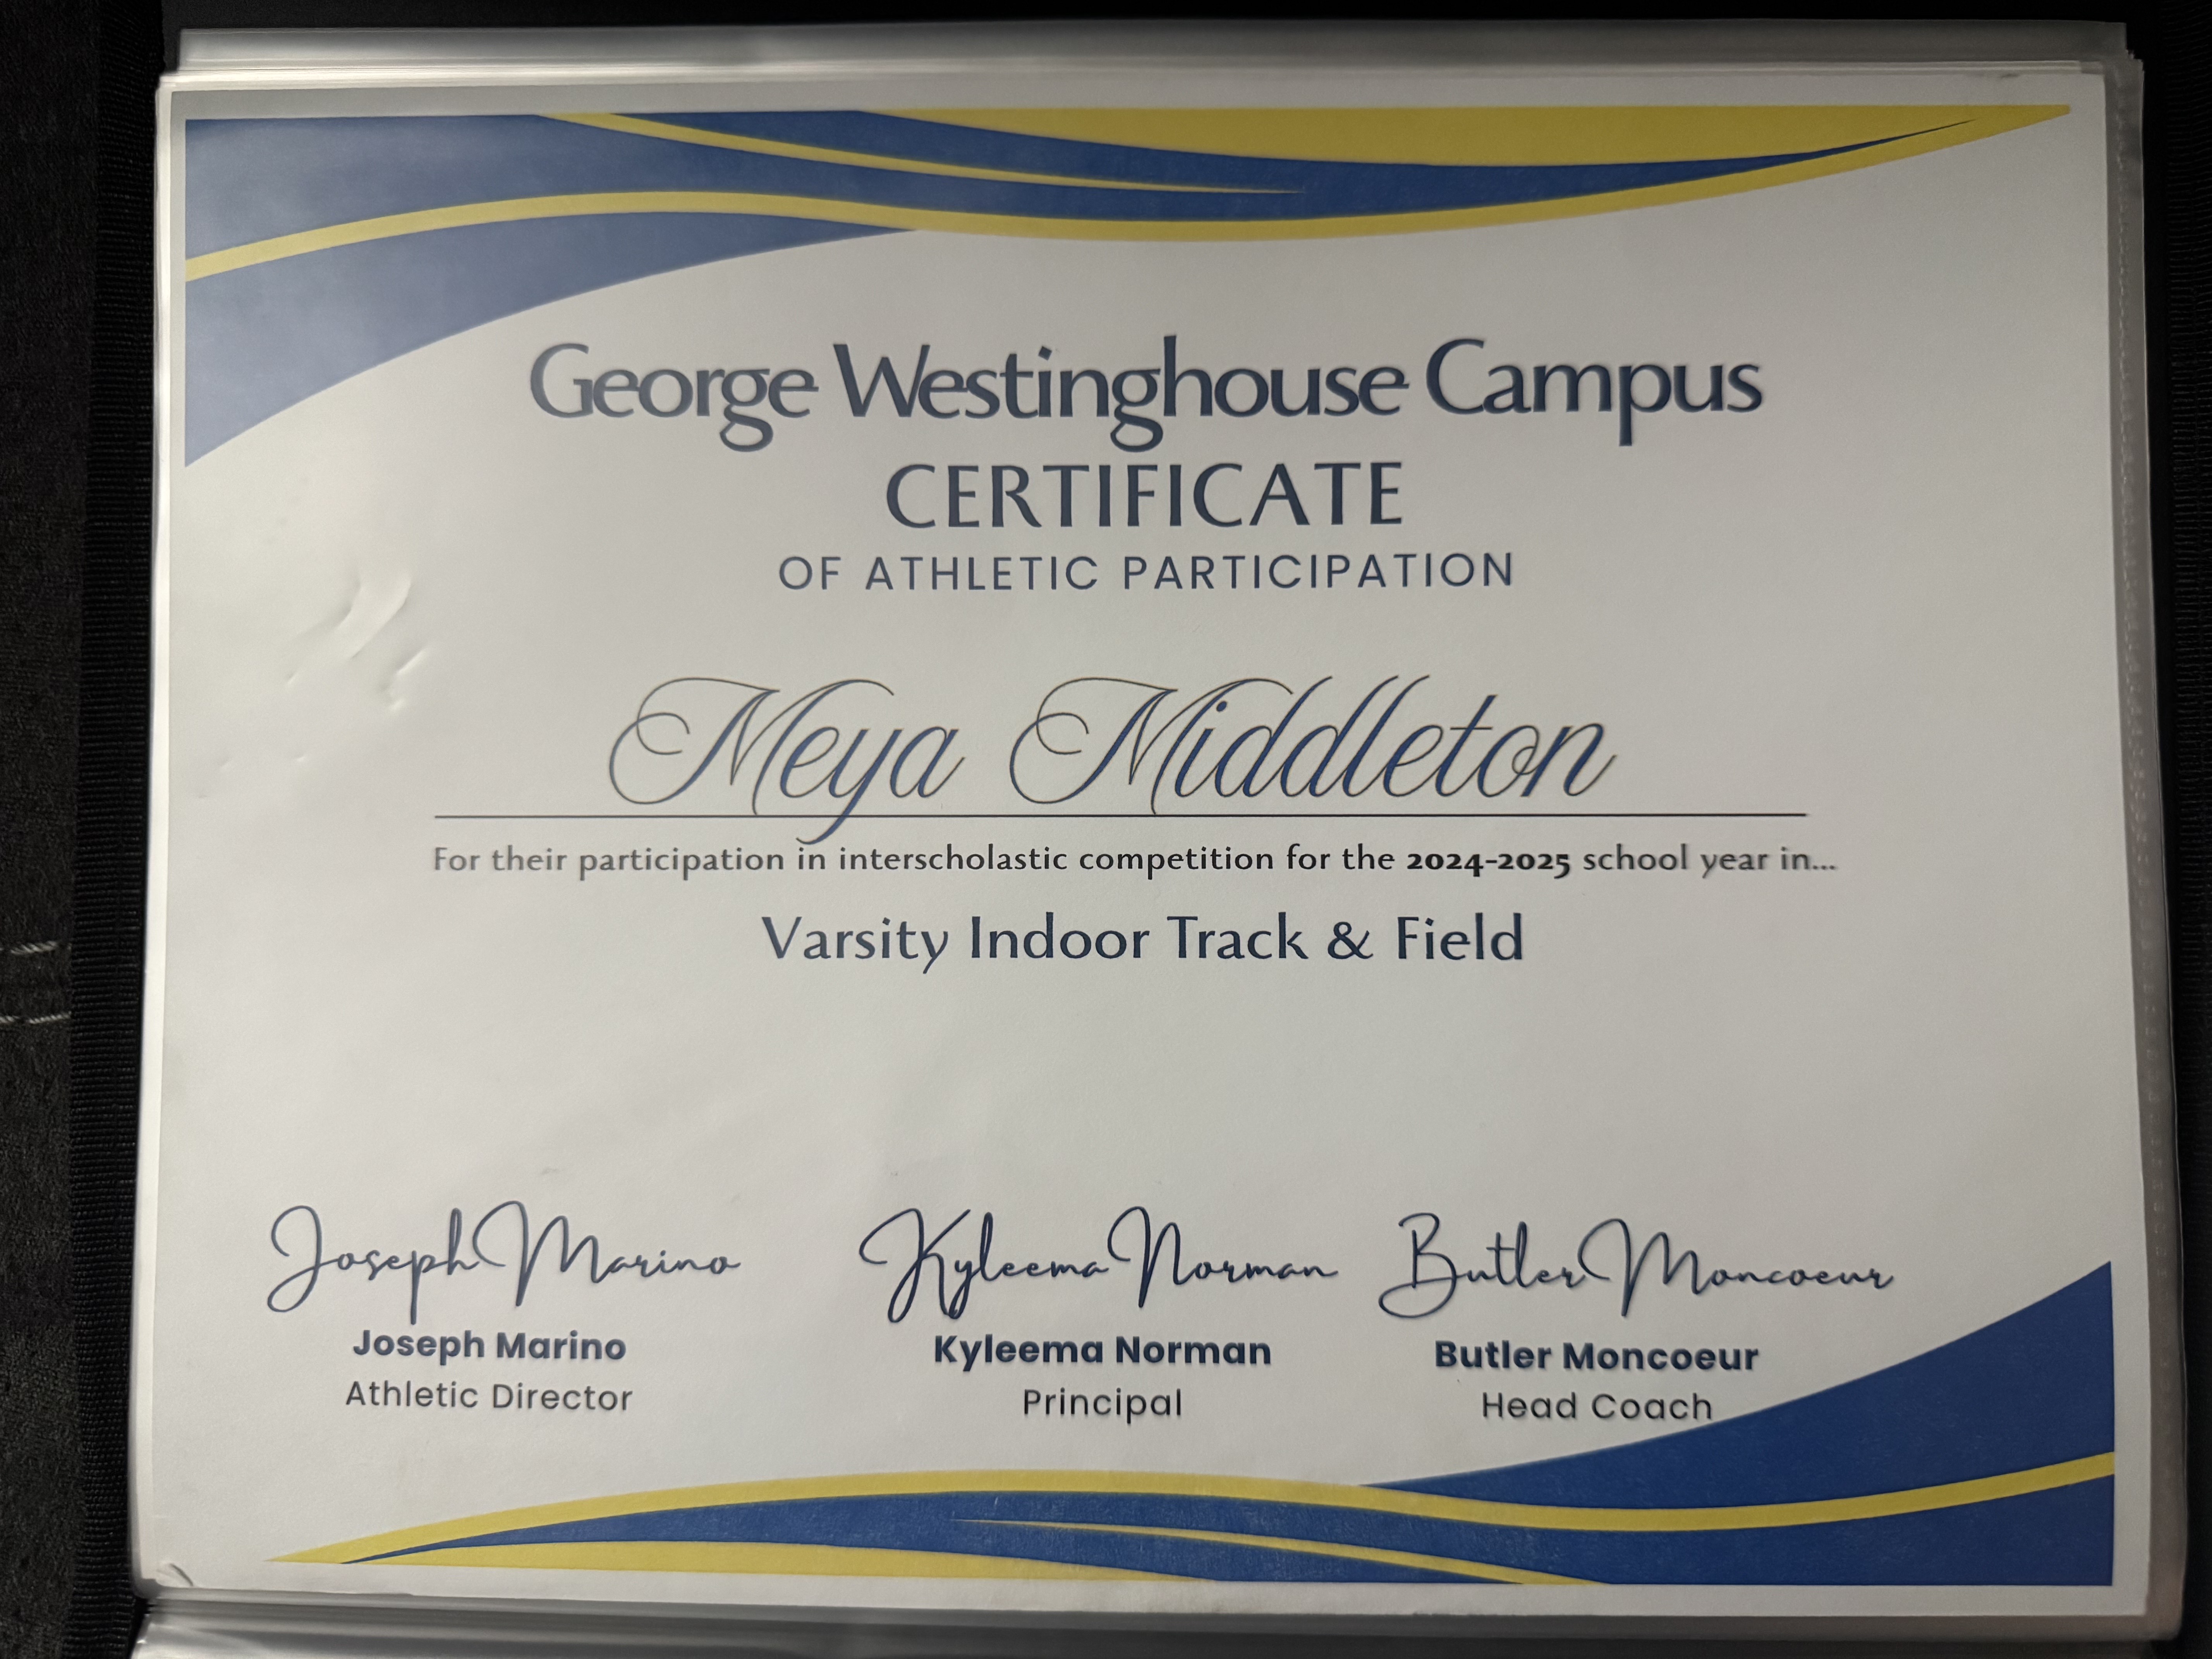 George Westinghouse Campus
CERTIFICATE
OF ATHLETIC PARTICIPATION
Meya Middleton
For their participation in interscholastic competition for the 2024-2025 school year in...
Varsity Indoor Track & Field
Joseph Marino
Joseph Marino
Athletic Director
Kyleema Norman
Kyleema Norman
Principal
Butler Moncoeur
Butler Moncoeur
Head Coach